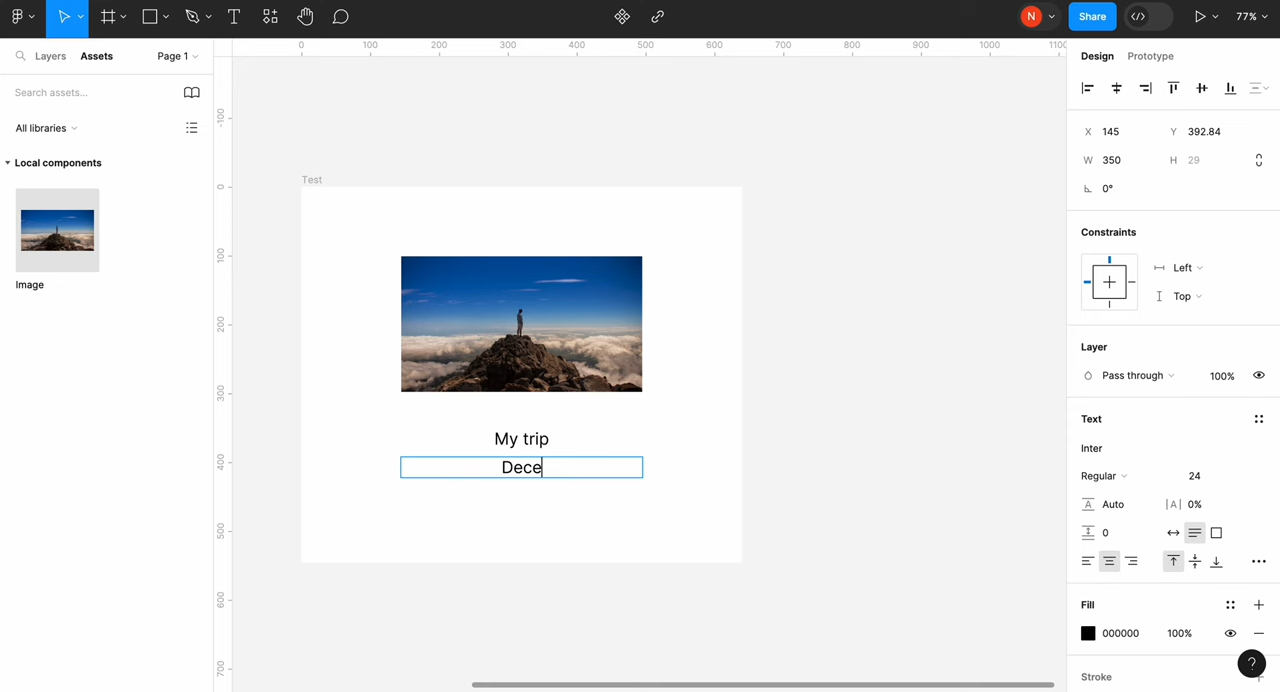 N
Share
77%
Layers
Assets
Page 1
0
100
200
300
400
500
600
700
800
900
1000
1100
Design
Prototype
Search assets...
All libraries
Local components
Image
-100
0
100
200
300
400
500
600
700
Test
My trip
Dece
X 145
Y 392.84
W 350
H 29
0°
Constraints
Left
Top
Layer
Pass through
100%
Text
Inter
Regular
24
A Auto
|A| 0%
0
Fill
000000
100%
Stroke
?